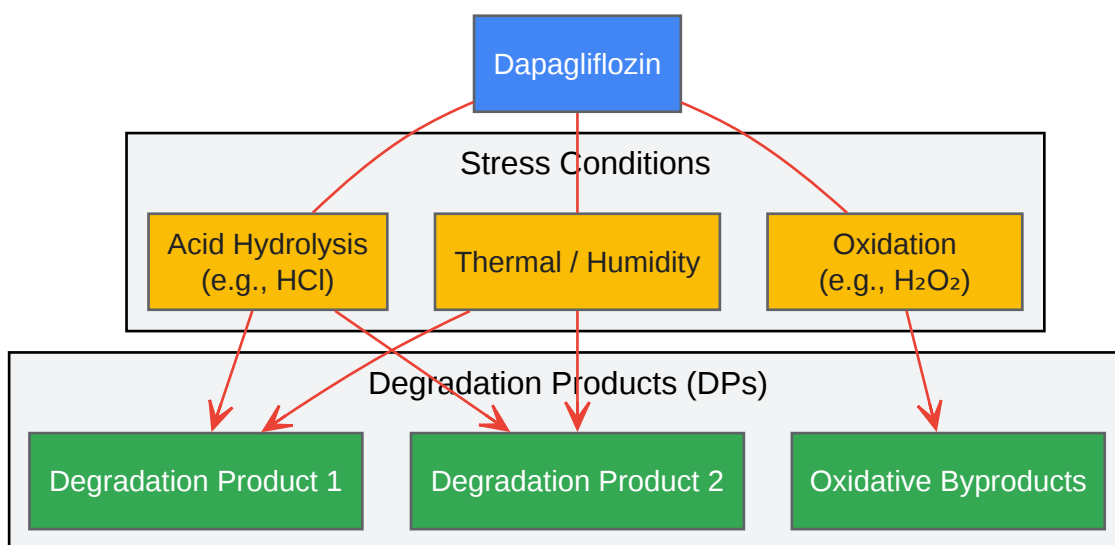 Dapagliflozin
Stress Conditions
Acid Hydrolysis
(e.g., HCl)
Thermal / Humidity
Oxidation
(e.g., H₂O₂)
Degradation Products (DPs)
Degradation Product 1
Degradation Product 2
Oxidative Byproducts